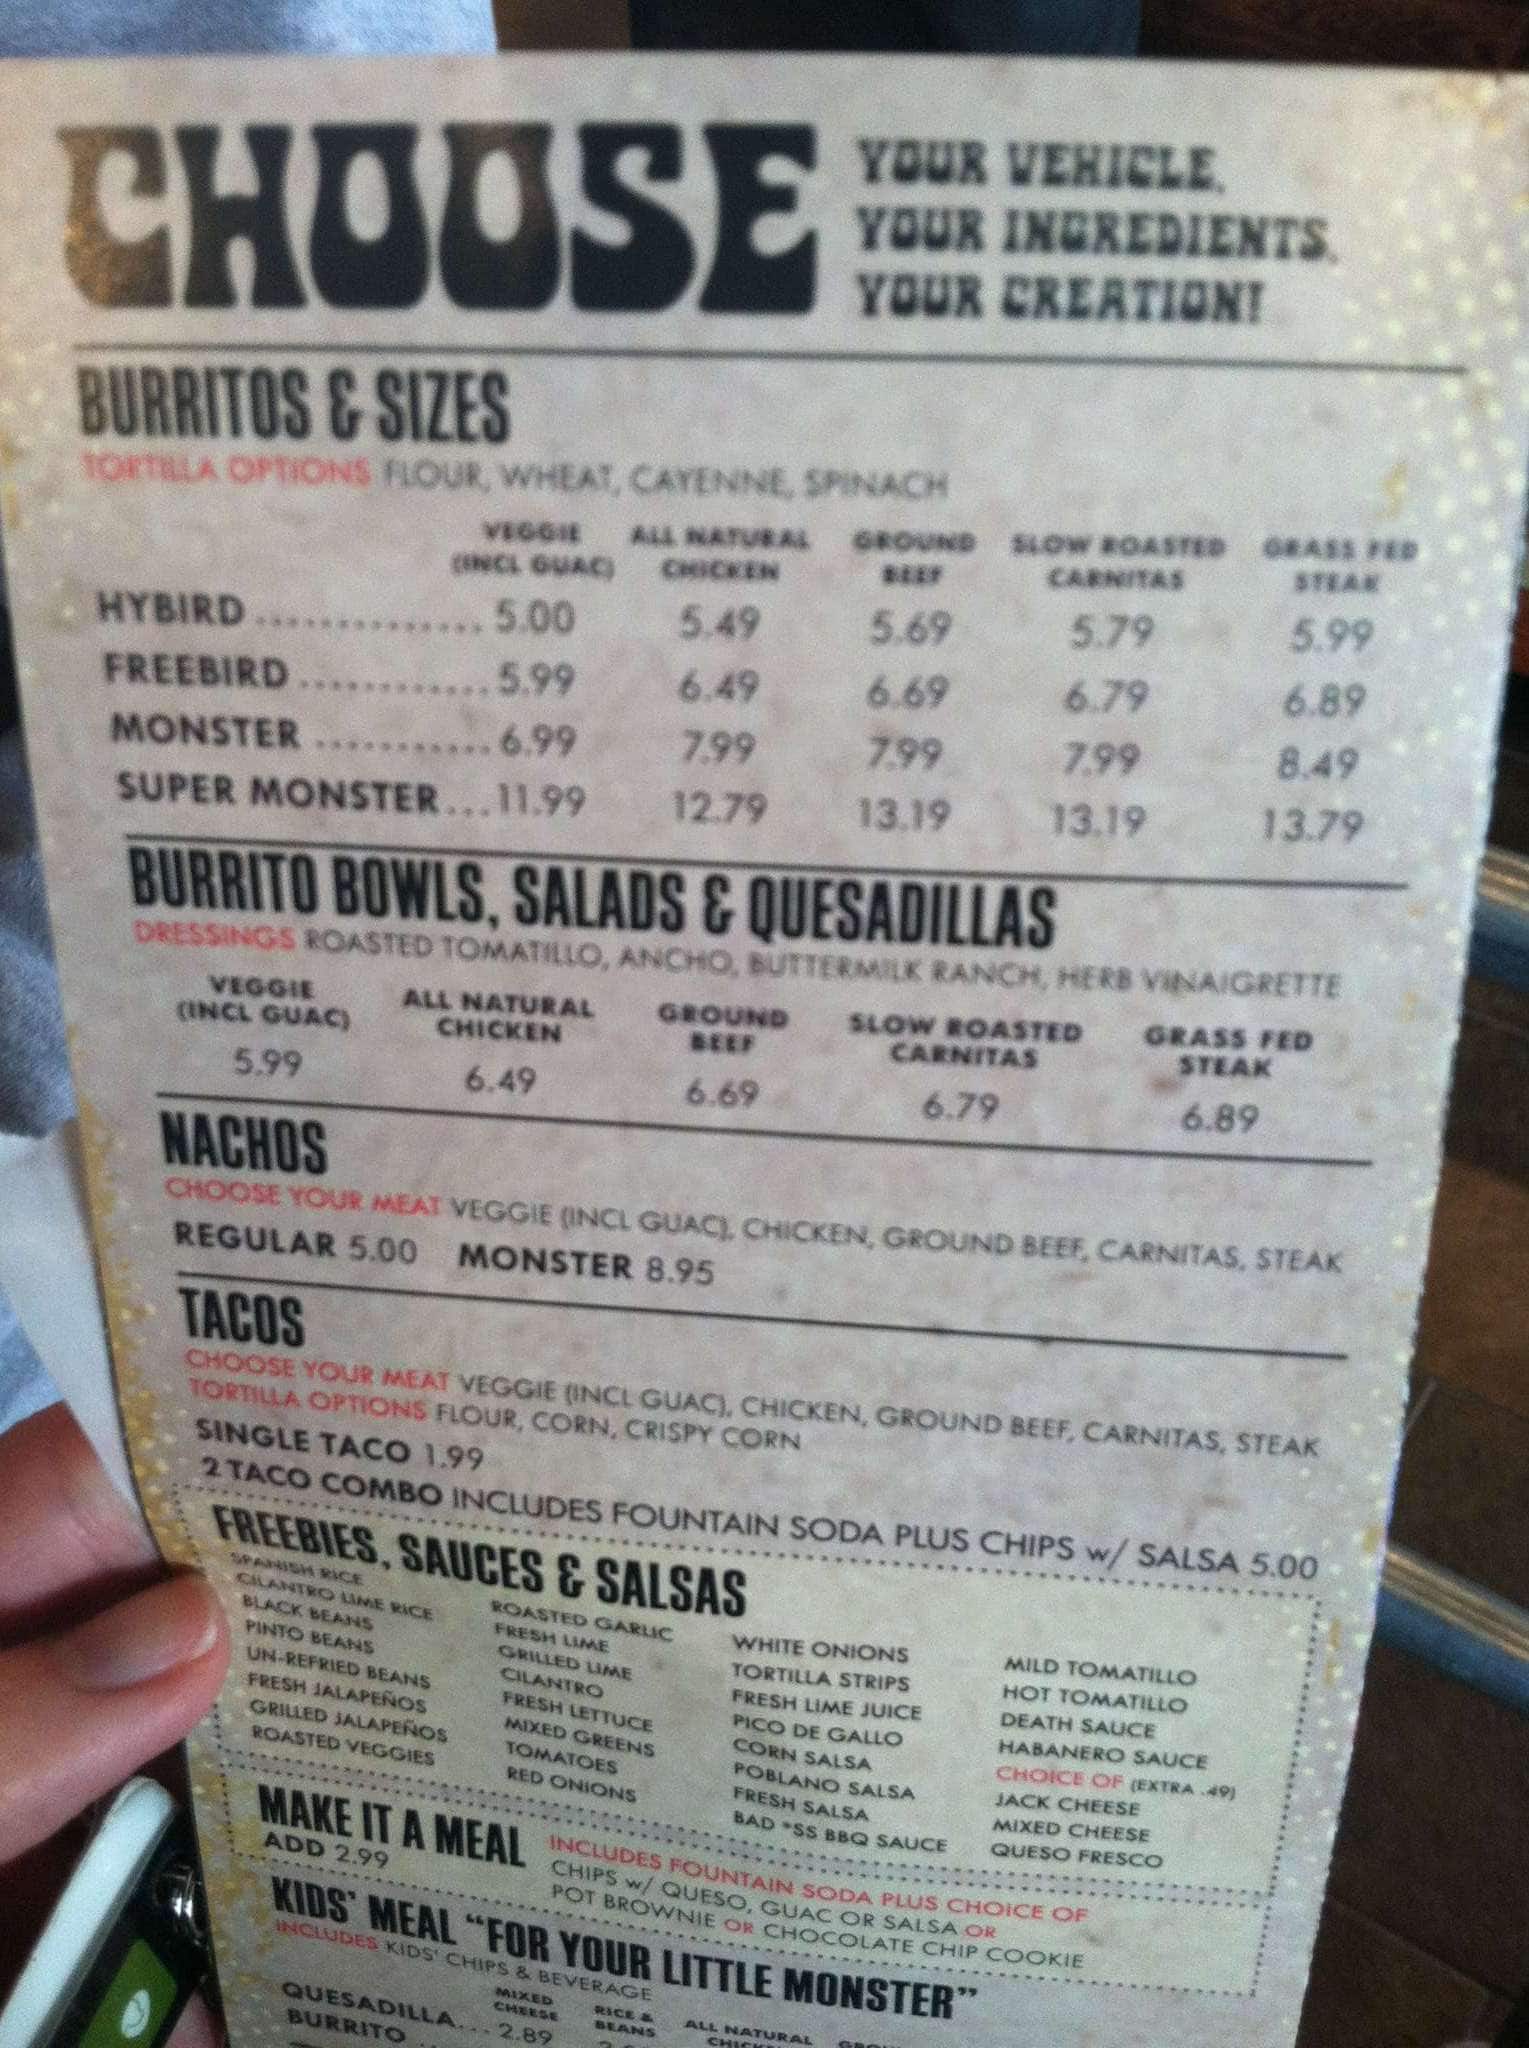 CHOOSE
YOUR VEHICLE,
YOUR INGREDIENTS,
YOUR CREATION!
BURRITOS & SIZES
TORTILLA OPTIONS FLOUR, WHEAT, CAYENNE, SPINACH
VEGGIE (INCL GUAC) ALL NATURAL CHICKEN GROUND BEEF SLOW ROASTED CARNITAS GRASS FED STEAK
HYBIRD .............. 5.00 5.49 5.69 5.79 5.99
FREEBIRD ............ 5.99 6.49 6.69 6.79 6.89
MONSTER ........... 6.99 7.99 7.99 7.99 8.49
SUPER MONSTER... 11.99 12.79 13.19 13.19 13.79
BURRITO BOWLS, SALADS & QUESADILLAS
DRESSINGS ROASTED TOMATILLO, ANCHO, BUTTERMILK RANCH, HERB VINAIGRETTE
VEGGIE (INCL GUAC) ALL NATURAL CHICKEN GROUND BEEF SLOW ROASTED CARNITAS GRASS FED STEAK
5.99 6.49 6.69 6.79 6.89
NACHOS
CHOOSE YOUR MEAT VEGGIE (INCL GUAC), CHICKEN, GROUND BEEF, CARNITAS, STEAK
REGULAR 5.00 MONSTER 8.95
TACOS
CHOOSE YOUR MEAT VEGGIE (INCL GUAC), CHICKEN, GROUND BEEF, CARNITAS, STEAK
TORTILLA OPTIONS FLOUR, CORN, CRISPY CORN
SINGLE TACO 1.99
2 TACO COMBO INCLUDES FOUNTAIN SODA PLUS CHIPS w/ SALSA 5.00
FREEBIES, SAUCES & SALSAS
SPANISH RICE
CILANTRO LIME RICE
BLACK BEANS
PINTO BEANS
UN-REFRIED BEANS
FRESH JALAPEÑOS
GRILLED JALAPEÑOS
ROASTED VEGGIES
ROASTED GARLIC
FRESH LIME
GRILLED LIME
CILANTRO
FRESH LETTUCE
MIXED GREENS
TOMATOES
RED ONIONS
WHITE ONIONS
TORTILLA STRIPS
FRESH LIME JUICE
PICO DE GALLO
CORN SALSA
POBLANO SALSA
FRESH SALSA
BAD *SS BBQ SAUCE
MILD TOMATILLO
HOT TOMATILLO
DEATH SAUCE
HABANERO SAUCE
CHOICE OF (EXTRA .49)
JACK CHEESE
MIXED CHEESE
QUESO FRESCO
MAKE IT A MEAL
ADD 2.99
INCLUDES FOUNTAIN SODA PLUS CHOICE OF
CHIPS w/ QUESO, GUAC OR SALSA OR
POT BROWNIE OR CHOCOLATE CHIP COOKIE
KIDS' MEAL "FOR YOUR LITTLE MONSTER"
INCLUDES KIDS' CHIPS & BEVERAGE
MIXED CHEESE RICE & BEANS ALL NATURAL
QUESADILLA... 2.89
BURRITO